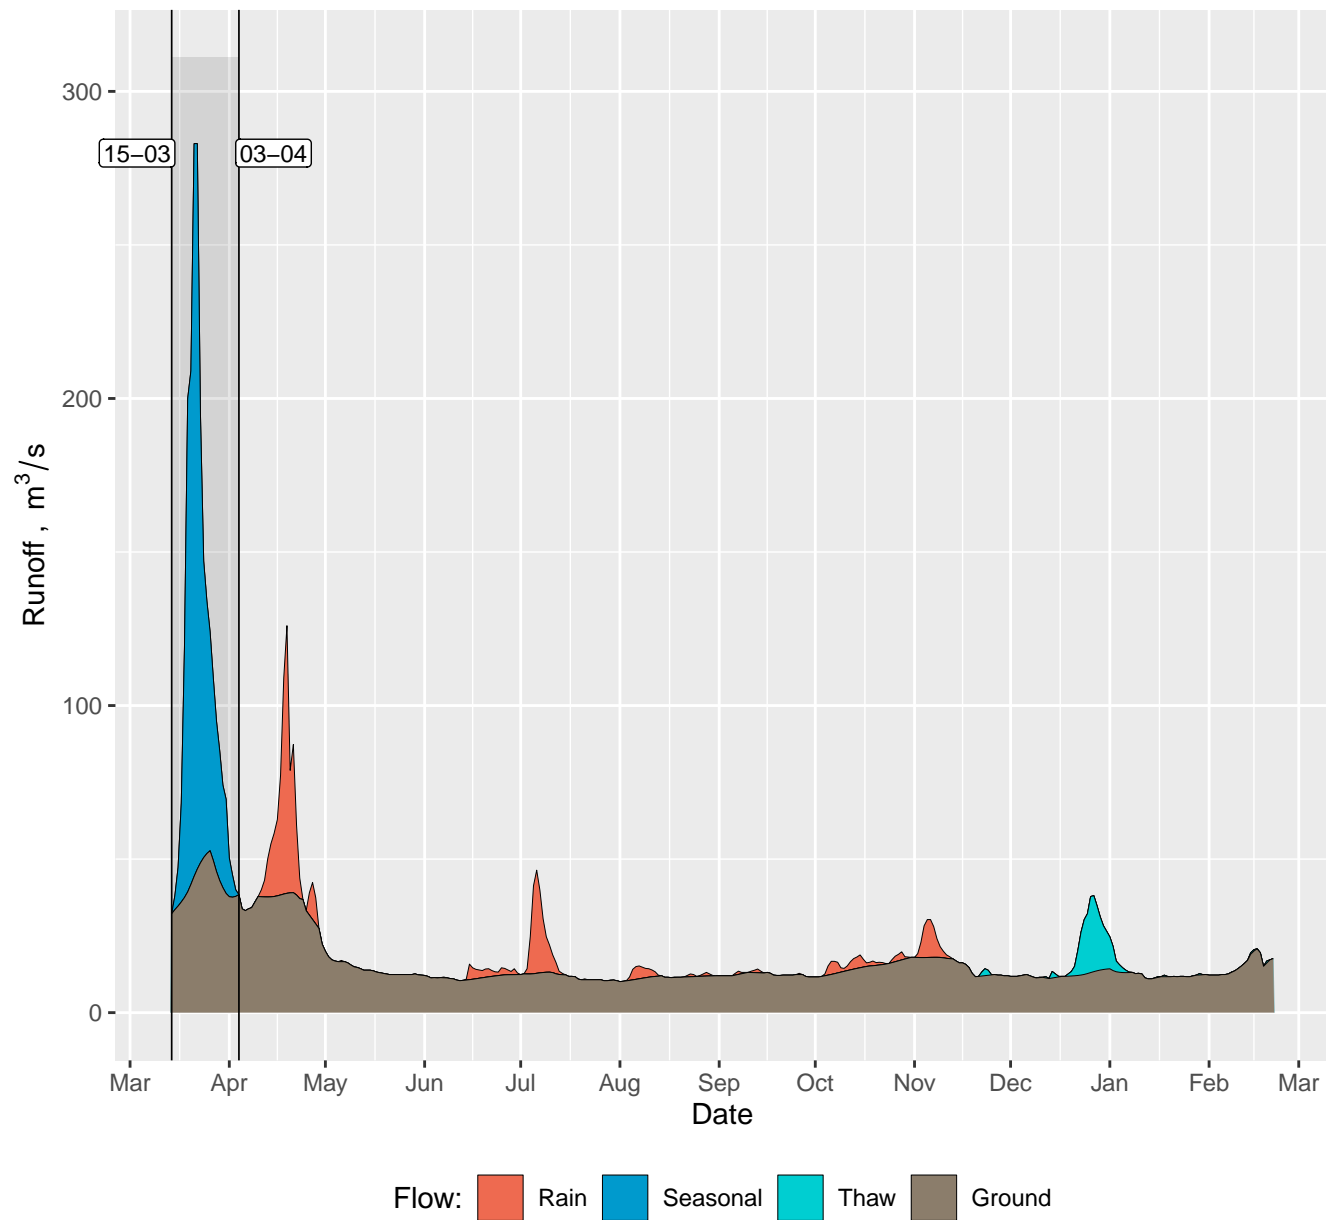 300
200
100
0
Runoff , m³/s
15−03
03−04
Mar Apr May Jun Jul Aug Sep Oct Nov Dec Jan Feb Mar
Date
Flow: Rain Seasonal Thaw Ground